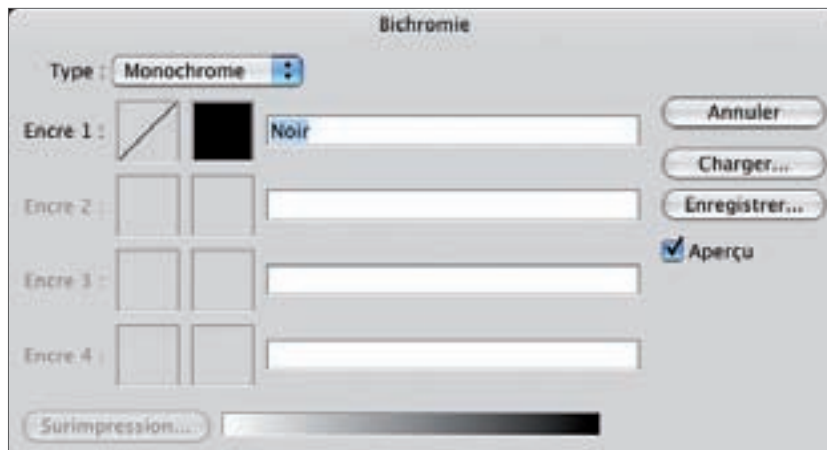 Bichromie
Type : Monochrome
Encre 1 : Noir
Annuler
Charger...
Encre 2 :
Enregistrer...
Aperçu
Encre 3 :
Encre 4 :
Surimpression...